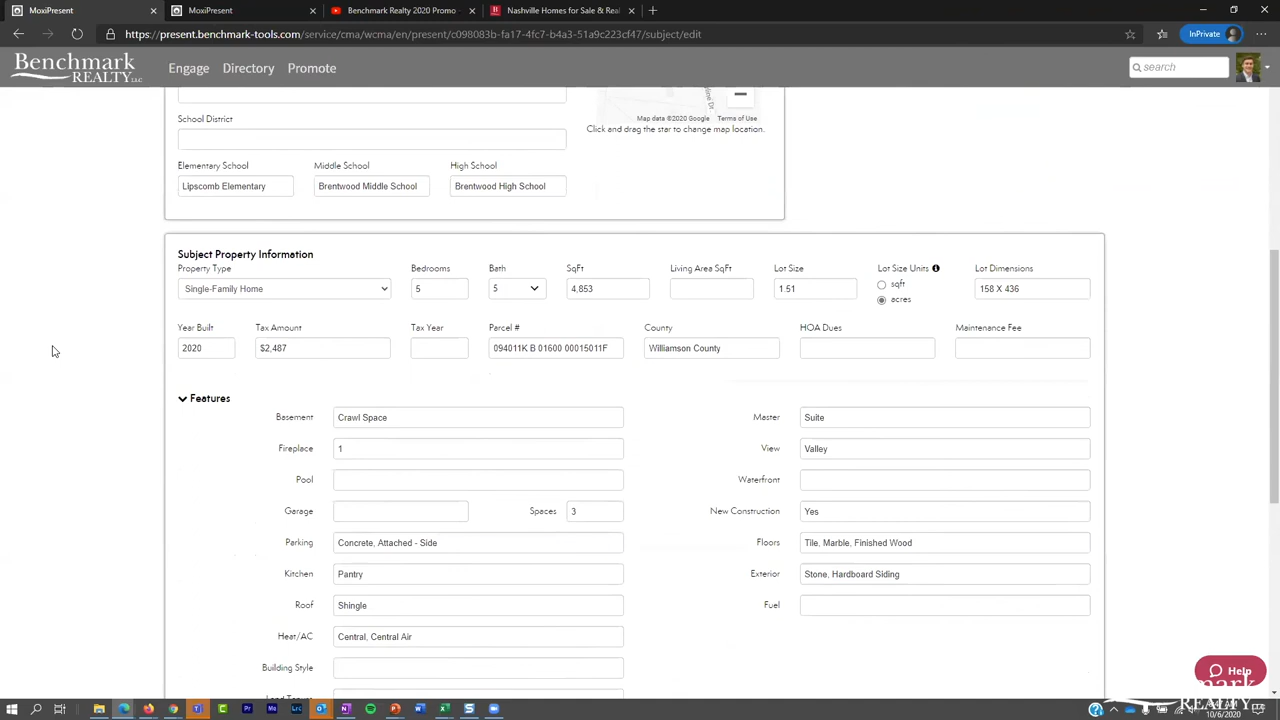 MoxiPresent
MoxiPresent
Benchmark Realty 2020 Promo
Nashville Homes for Sale & Real
https://present.benchmark-tools.com/service/cma/wcma/en/present/c098083b-fa17-4fc7-b4a3-51a9c223cf47/subject/edit
InPrivate
Benchmark
REALTY LLC
Engage
Directory
Promote
search
Map data ©2020 Google
Terms of Use
Click and drag the star to change map location.
School District
Elementary School
Middle School
High School
Lipscomb Elementary
Brentwood Middle School
Brentwood High School
Subject Property Information
Property Type
Bedrooms
Bath
SqFt
Living Area SqFt
Lot Size
Lot Size Units
Lot Dimensions
Single-Family Home
5
5
4,853
1.51
sqft
acres
158 X 436
Year Built
Tax Amount
Tax Year
Parcel #
County
HOA Dues
Maintenance Fee
2020
$2,487
094011K B 01600 00015011F
Williamson County
Features
Basement
Crawl Space
Master
Suite
Fireplace
1
View
Valley
Pool
Waterfront
Garage
Spaces
3
New Construction
Yes
Parking
Concrete, Attached - Side
Floors
Tile, Marble, Finished Wood
Kitchen
Pantry
Exterior
Stone, Hardboard Siding
Roof
Shingle
Fuel
Heat/AC
Central, Central Air
Building Style
Help
REALTY
10/6/2020